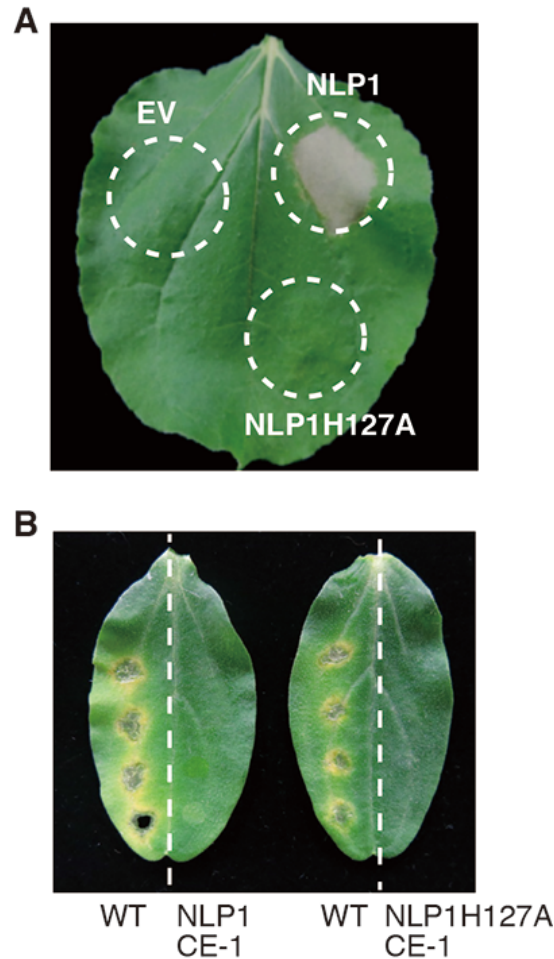 A
NLP1
EV
NLP1H127A
B
WT NLP1 WT NLP1H127A
CE-1 CE-1